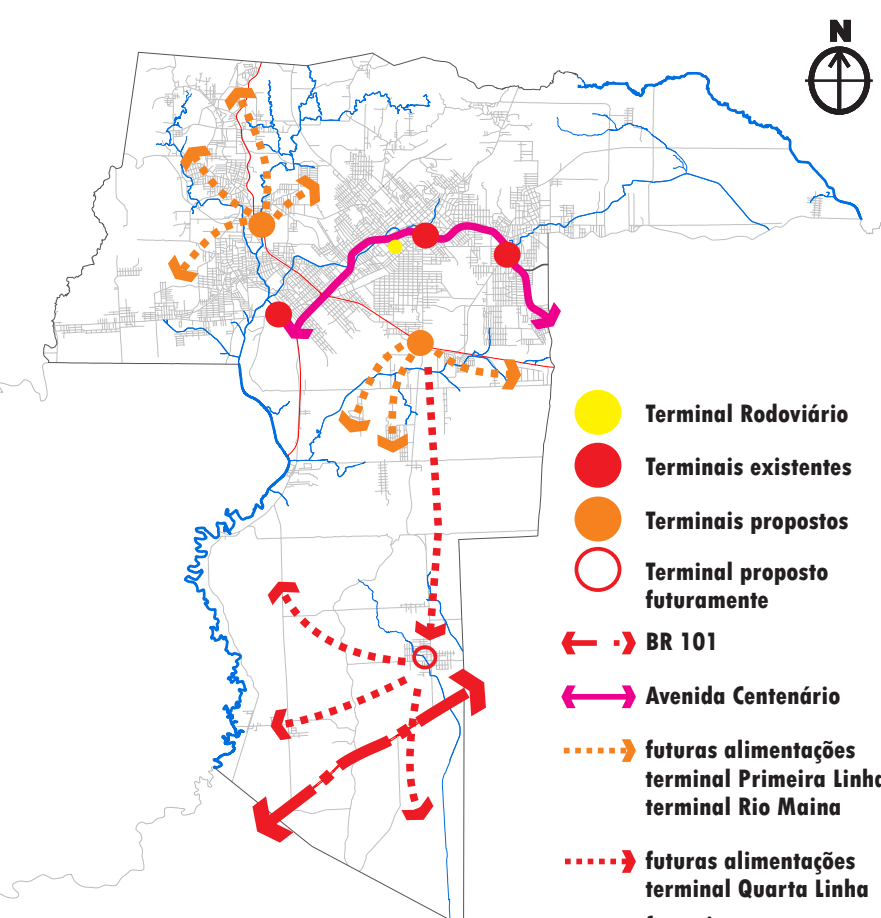 N
Terminal Rodoviário
Terminais existentes
Terminais propostos
Terminal proposto
futuramente
BR 101
Avenida Centenário
futuras alimentações
terminal Primeira Linha
terminal Rio Maina
futuras alimentações
terminal Quarta Linha